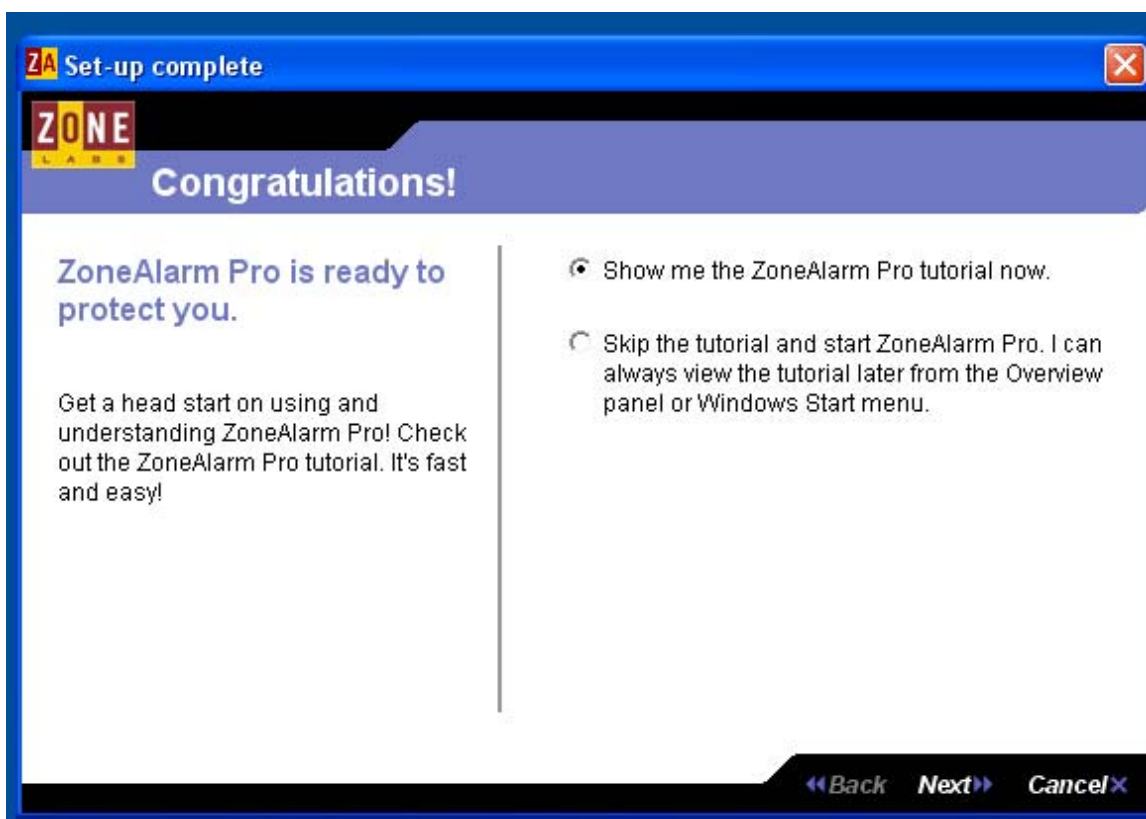 ZA Set-up complete
ZONE
LABS
Congratulations!
ZoneAlarm Pro is ready to
protect you.
Get a head start on using and
understanding ZoneAlarm Pro! Check
out the ZoneAlarm Pro tutorial. It's fast
and easy!
Show me the ZoneAlarm Pro tutorial now.
Skip the tutorial and start ZoneAlarm Pro. I can
always view the tutorial later from the Overview
panel or Windows Start menu.
Back Next Cancel